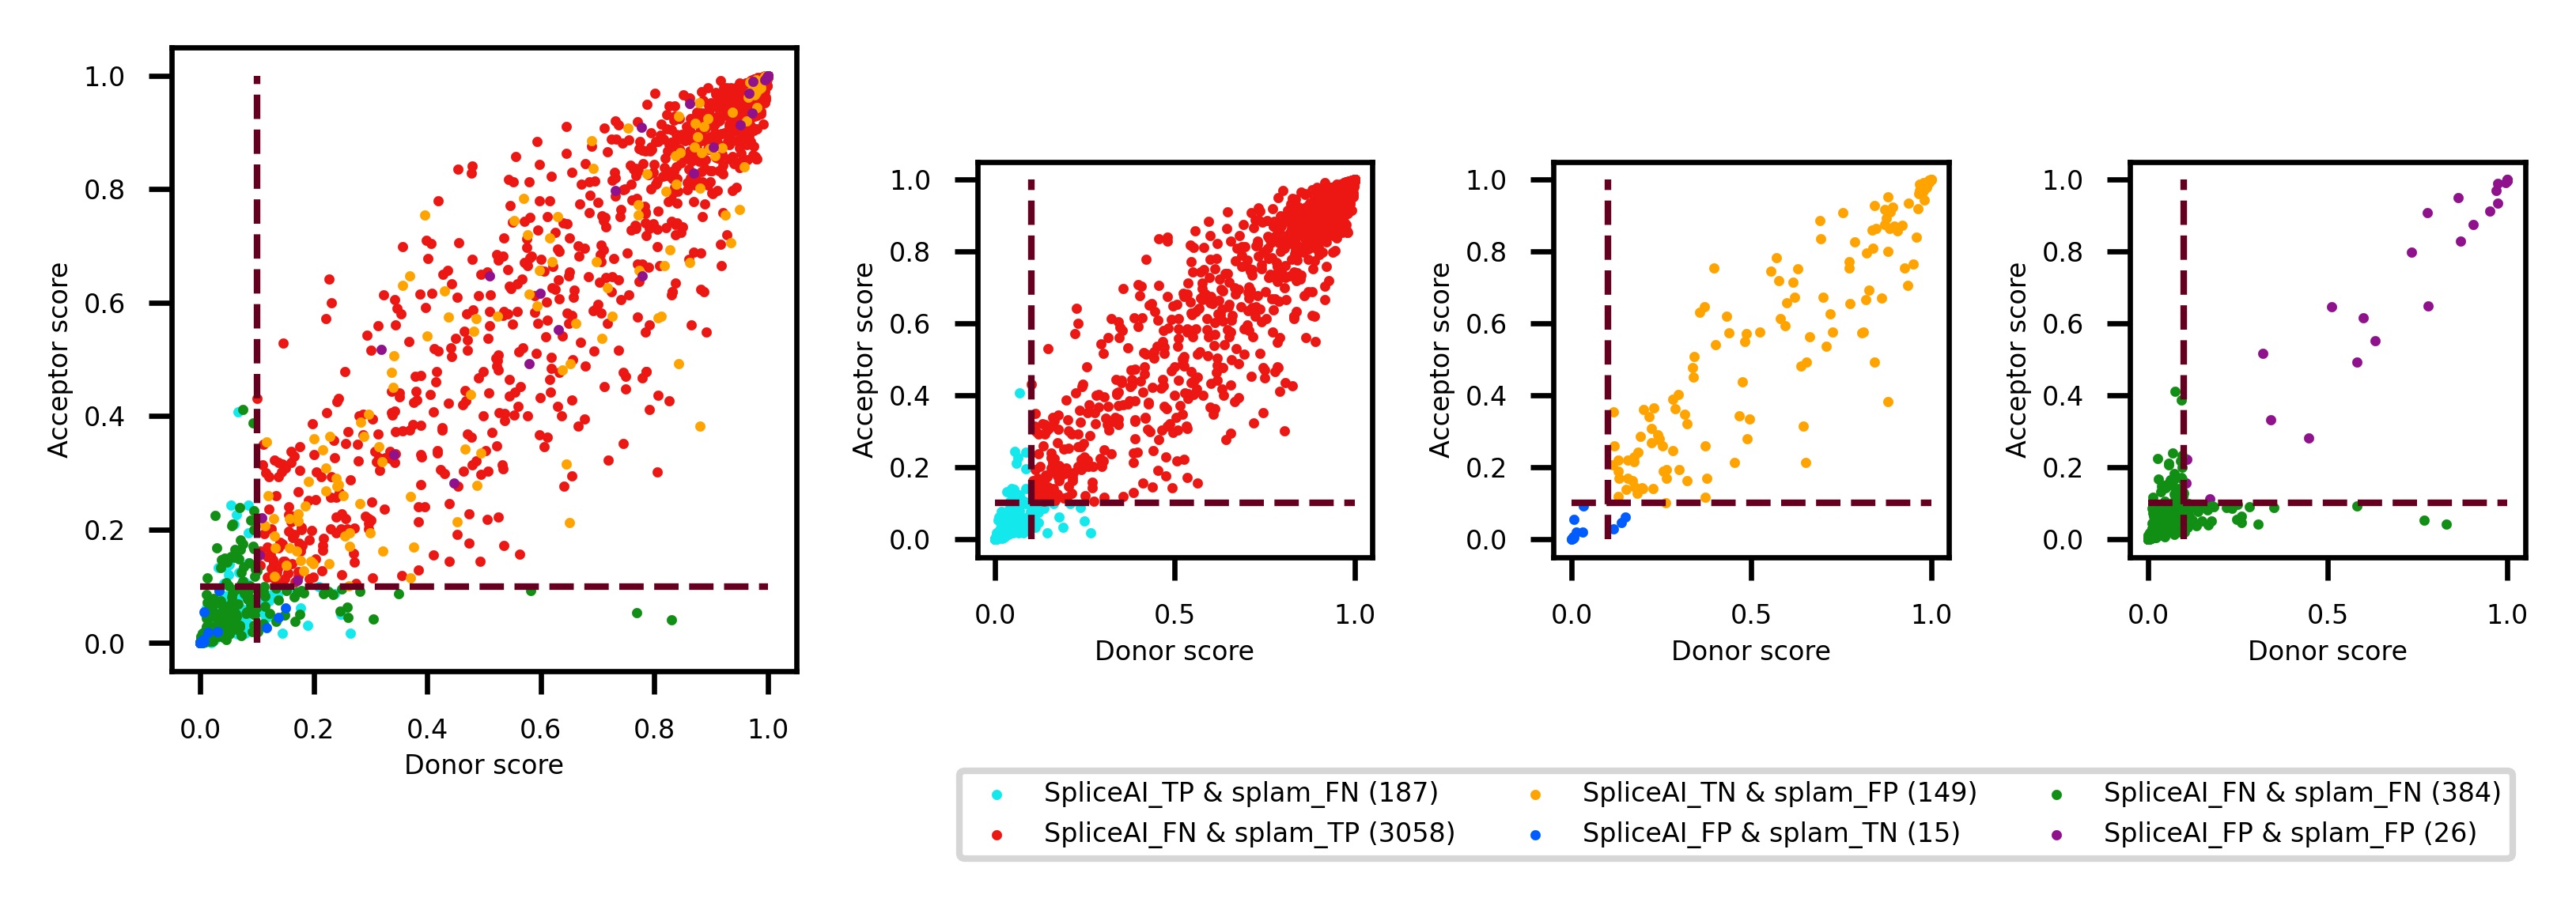 1.0
0.8
0.6
0.4
0.2
0.0
Acceptor score
0.0 0.2 0.4 0.6 0.8 1.0
Donor score
1.0
0.8
0.6
0.4
0.2
0.0
Acceptor score
0.0 0.5 1.0
Donor score
1.0
0.8
0.6
0.4
0.2
0.0
Acceptor score
0.0 0.5 1.0
Donor score
1.0
0.8
0.6
0.4
0.2
0.0
Acceptor score
0.0 0.5 1.0
Donor score
SpliceAI_TP & splam_FN (187)
SpliceAI_FN & splam_TP (3058)
SpliceAI_TN & splam_FP (149)
SpliceAI_FP & splam_TN (15)
SpliceAI_FN & splam_FN (384)
SpliceAI_FP & splam_FP (26)